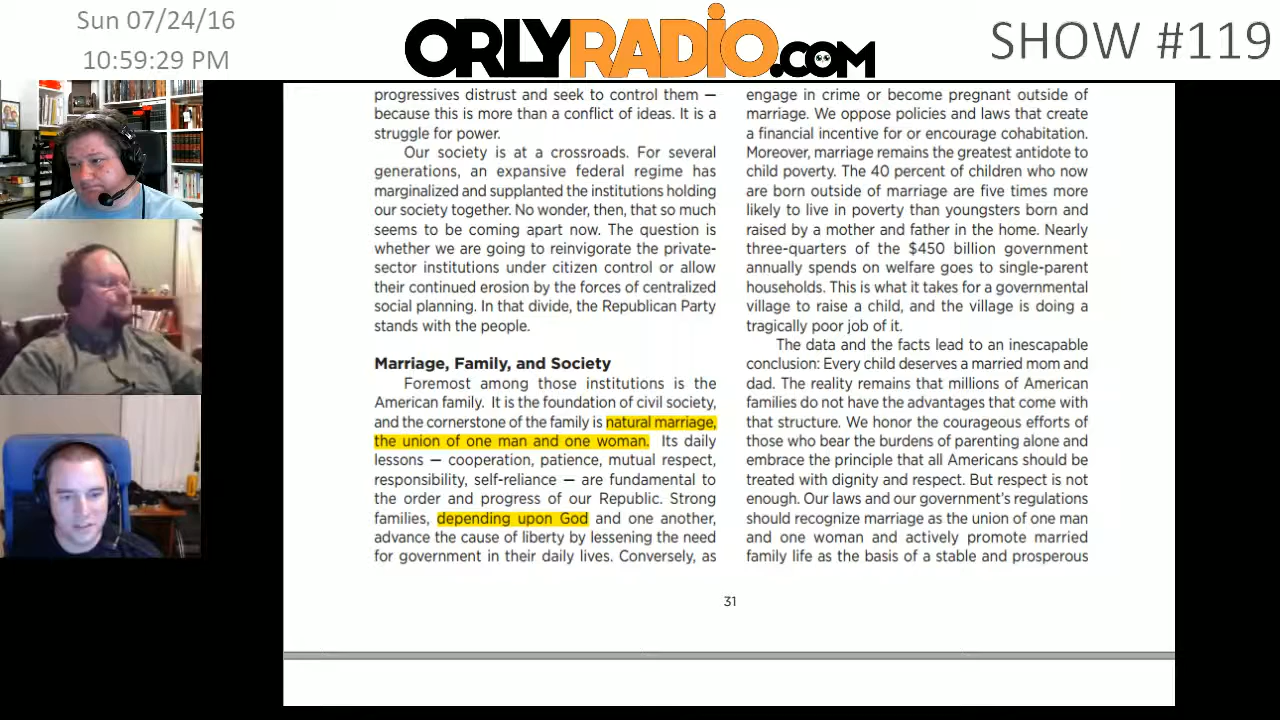 Sun 07/24/16
10:59:29 PM
ORLYRADIO.COM
SHOW #119
progressives distrust and seek to control them —
because this is more than a conflict of ideas. It is a
struggle for power.
Our society is at a crossroads. For several
generations, an expansive federal regime has
marginalized and supplanted the institutions holding
our society together. No wonder, then, that so much
seems to be coming apart now. The question is
whether we are going to reinvigorate the private-
sector institutions under citizen control or allow
their continued erosion by the forces of centralized
social planning. In that divide, the Republican Party
stands with the people.
Marriage, Family, and Society
Foremost among those institutions is the
American family. It is the foundation of civil society,
and the cornerstone of the family is natural marriage,
the union of one man and one woman. Its daily
lessons — cooperation, patience, mutual respect,
responsibility, self-reliance — are fundamental to
the order and progress of our Republic. Strong
families, depending upon God and one another,
advance the cause of liberty by lessening the need
for government in their daily lives. Conversely, as
engage in crime or become pregnant outside of
marriage. We oppose policies and laws that create
a financial incentive for or encourage cohabitation.
Moreover, marriage remains the greatest antidote to
child poverty. The 40 percent of children who now
are born outside of marriage are five times more
likely to live in poverty than youngsters born and
raised by a mother and father in the home. Nearly
three-quarters of the $450 billion government
annually spends on welfare goes to single-parent
households. This is what it takes for a governmental
village to raise a child, and the village is doing a
tragically poor job of it.
The data and the facts lead to an inescapable
conclusion: Every child deserves a married mom and
dad. The reality remains that millions of American
families do not have the advantages that come with
that structure. We honor the courageous efforts of
those who bear the burdens of parenting alone and
embrace the principle that all Americans should be
treated with dignity and respect. But respect is not
enough. Our laws and our government's regulations
should recognize marriage as the union of one man
and one woman and actively promote married
family life as the basis of a stable and prosperous
31